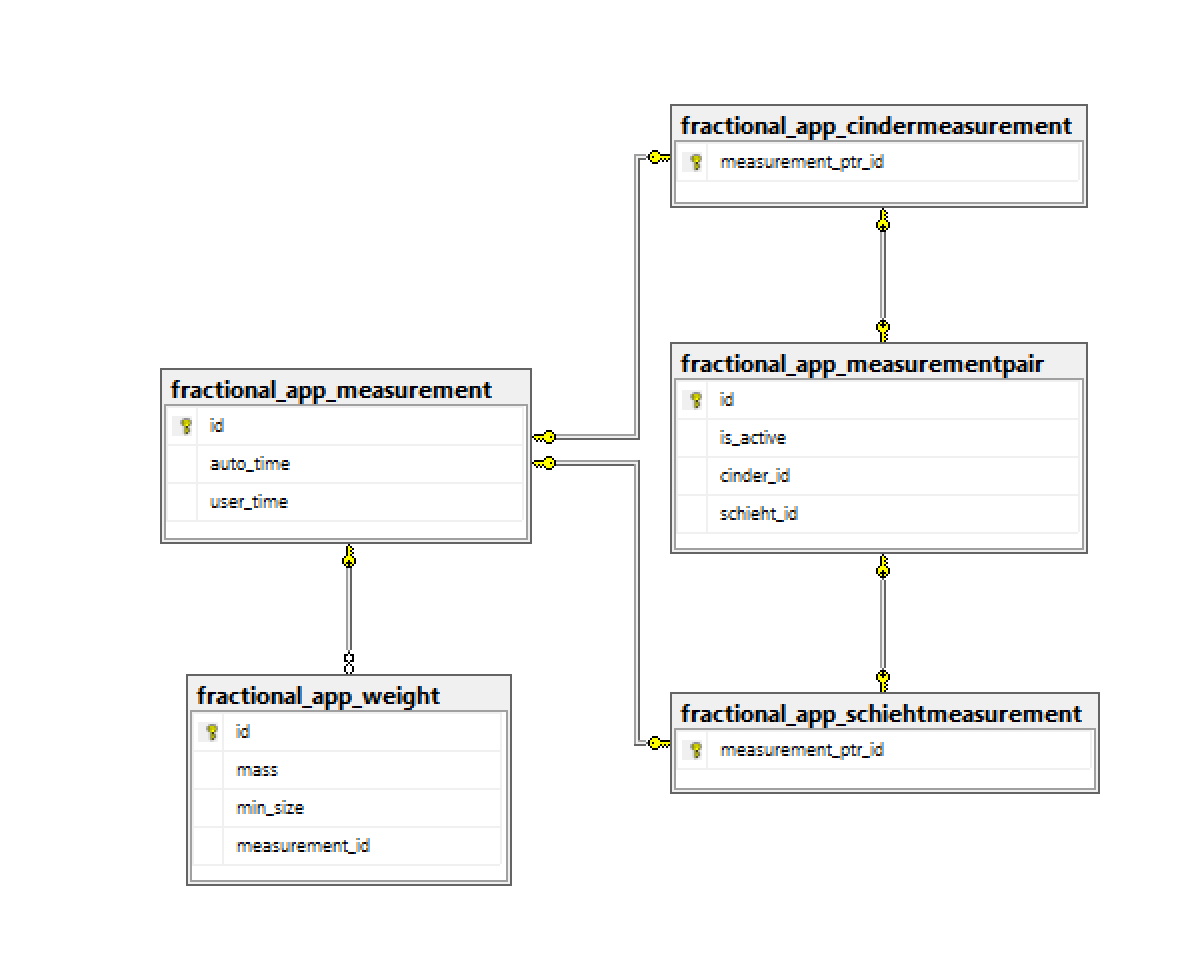 fractional_app_cindermeasurement
measurement_ptr_id
fractional_app_measurementpair
id
is_active
cinder_id
schieht_id
fractional_app_measurement
id
auto_time
user_time
fractional_app_weight
id
mass
min_size
measurement_id
fractional_app_schiehtmeasurement
measurement_ptr_id